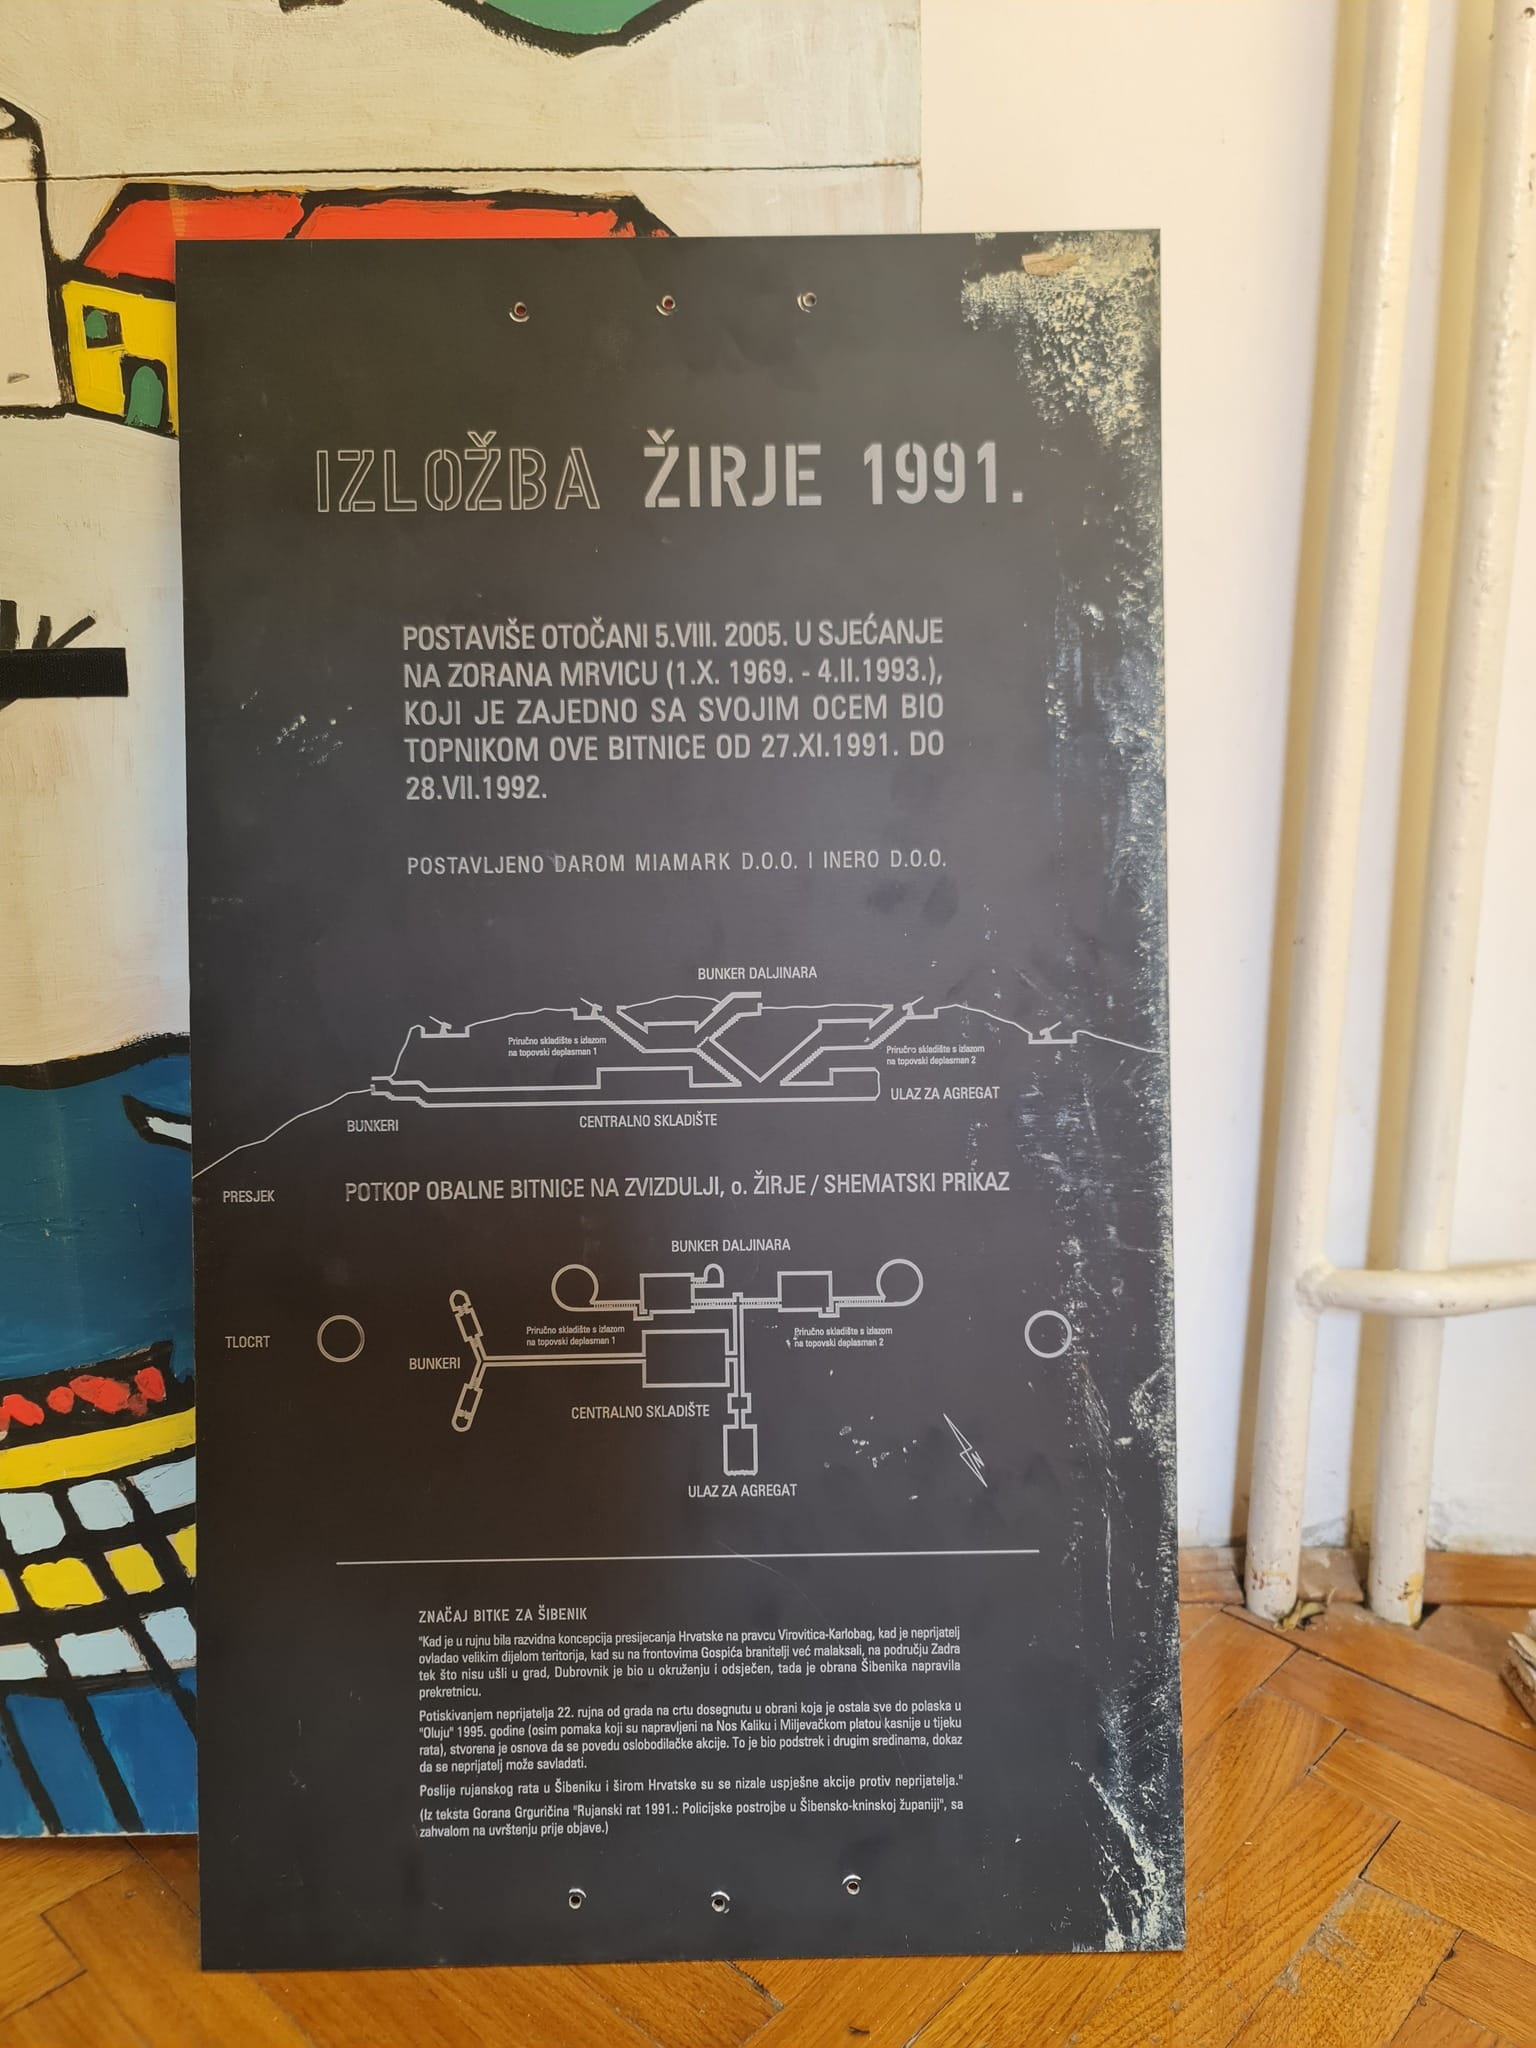 IZLOŽBA ŽIRJE 1991.
POSTAVIŠE OTOČANI 5.VIII. 2005. U SJEĆANJE
NA ZORANA MRVICU (1.X. 1969. - 4.II.1993.),
KOJI JE ZAJEDNO SA SVOJIM OCEM BIO
TOPNIKOM OVE BITNICE OD 27.XI.1991. DO
28.VII.1992.
POSTAVLJENO DAROM MIAMARK D.O.O. I INERO D.O.O.
BUNKER DALJINARA
Priručno skladište s izlazom
na topovski deplasman 1
Priručno skladište s izlazom
na topovski deplasman 2
ULAZ ZA AGREGAT
BUNKERI
CENTRALNO SKLADIŠTE
PRESJEK
POTKOP OBALNE BITNICE NA ZVIZDULJI, o. ŽIRJE / SHEMATSKI PRIKAZ
BUNKER DALJINARA
TLOCRT
Priručno skladište s izlazom
na topovski deplasman 1
Priručno skladište s izlazom
na topovski deplasman 2
BUNKERI
CENTRALNO SKLADIŠTE
N
ULAZ ZA AGREGAT
ZNAČAJ BITKE ZA ŠIBENIK
"Kad je u rujnu bila razvidna koncepcija presijecanja Hrvatske na pravcu Virovitica-Karlobag, kad je neprijatelj
ovladao velikim dijelom teritorija, kad su na frontovima Gospića branitelji već malaksali, na području Zadra
tek što nisu ušli u grad, Dubrovnik je bio u okruženju i odsječen, tada je obrana Šibenika napravila
prekretnicu.
Potiskivanjem neprijatelja 22. rujna od grada na crtu dosegnutu u obrani koja je ostala sve do polaska u
"Oluju" 1995. godine (osim pomaka koji su napravljeni na Nos Kaliku i Miljevačkom platou kasnije u tijeku
rata), stvorena je osnova da se povedu oslobodilačke akcije. To je bio podstrek i drugim sredinama, dokaz
da se neprijatelj može savladati.
Poslije rujanskog rata u Šibeniku i širom Hrvatske su se nizale uspješne akcije protiv neprijatelja."
(Iz teksta Gorana Grguričina "Rujanski rat 1991.: Policijske postrojbe u Šibensko-kninskoj županiji", sa
zahvalom na uvrštenju prije objave.)